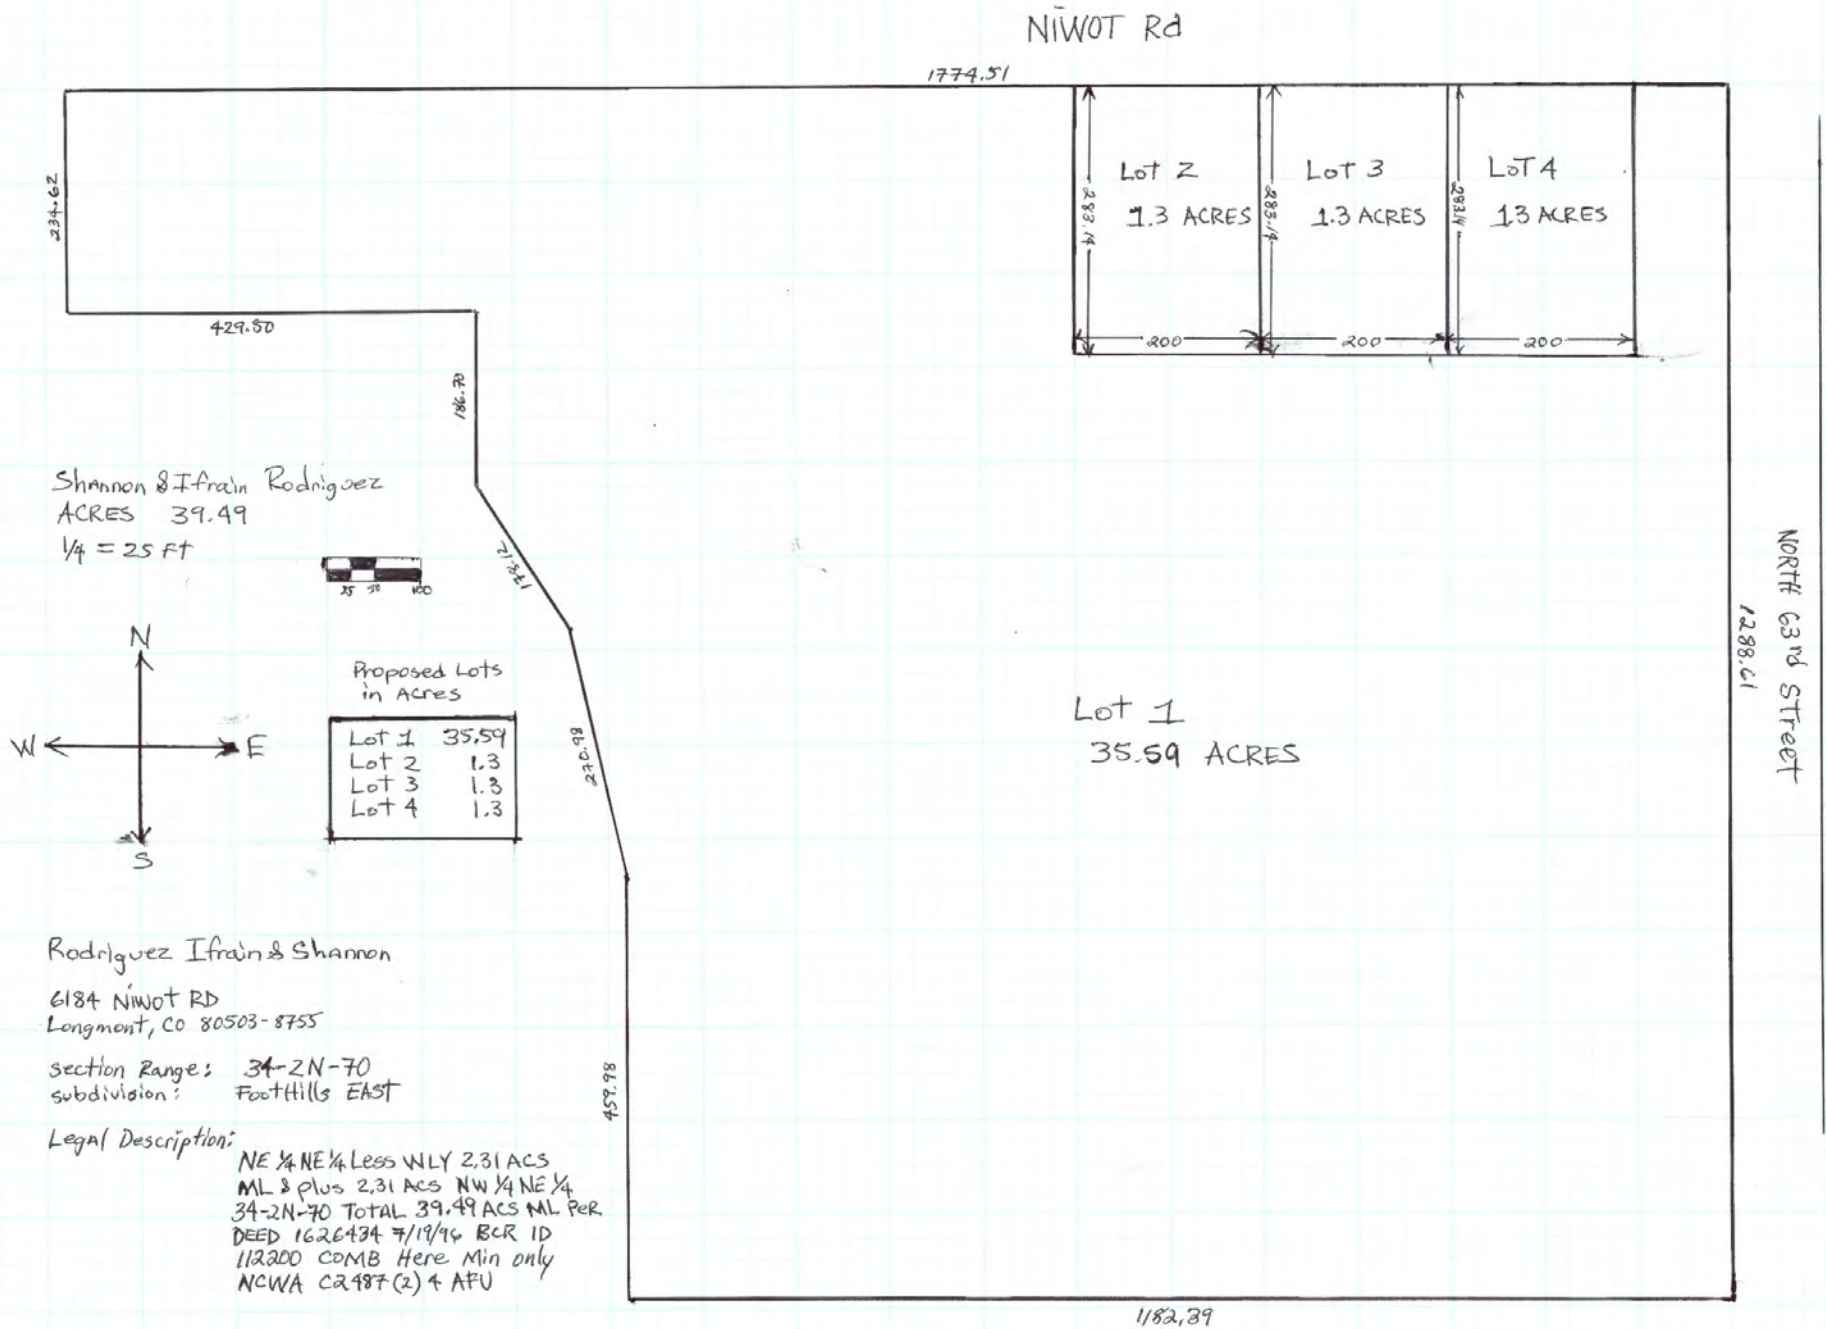 NIWOT Rd
1774.51
234.62
429.50
186.70
178.12
270.98
459.98
1182.39
1288.61
NORTH 63rd Street
Lot 2
1.3 ACRES
283.14
200
Lot 3
1.3 ACRES
283.14
200
LoT 4
13 ACRES
283.14
200
Lot 1
35.59 ACRES
Shannon & Ifrain Rodriguez
ACRES 39.49
1/4 = 25 Ft
25 50 100
N
W E
S
Proposed Lots
in Acres
Lot 1 35.59
Lot 2 1.3
Lot 3 1.3
Lot 4 1.3
Rodriguez Ifrain & Shannon
6184 Niwot RD
Longmont, CO 80503-8755
section Range: 34-2N-70
subdivision: FootHills EAST
Legal Description:
NE 1/4 NE 1/4 Less WLY 2.31 ACS
ML & plus 2.31 Acs NW 1/4 NE 1/4
34-2N-70 TOTAL 39.49 ACS ML PER
DEED 1626434 7/19/96 BCR ID
112200 COMB Here Min only
NCWA C2487(2) 4 AFU